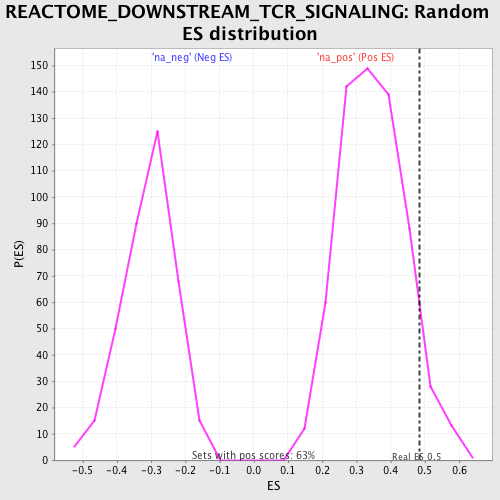 REACTOME_DOWNSTREAM_TCR_SIGNALING: Random
ES distribution
'na_neg' (Neg ES)
'na_pos' (Pos ES)
150
140
130
120
110
100
90
80
70
60
50
40
30
20
10
0
P(ES)
Sets with pos scores: 63%
Real ES 0.5
-0.5 -0.4 -0.3 -0.2 -0.1 0.0 0.1 0.2 0.3 0.4 0.5 0.6
ES